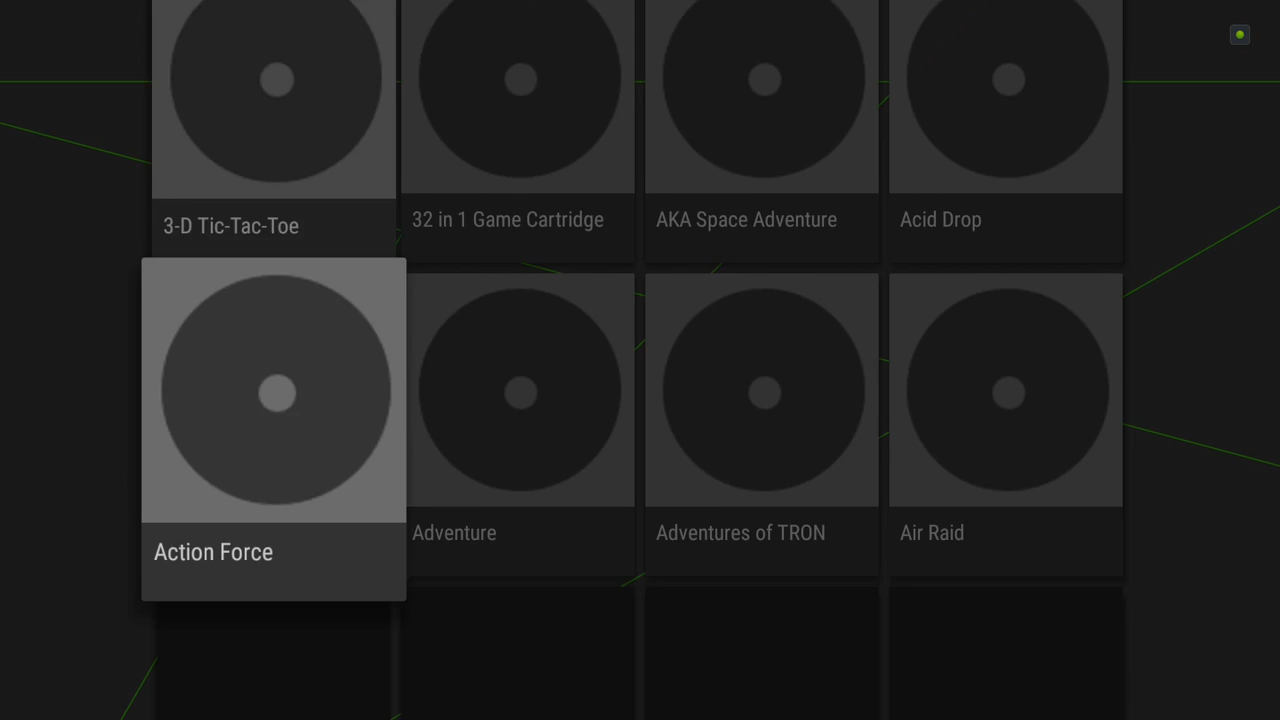 3-D Tic-Tac-Toe
32 in 1 Game Cartridge
AKA Space Adventure
Acid Drop
Action Force
Adventure
Adventures of TRON
Air Raid